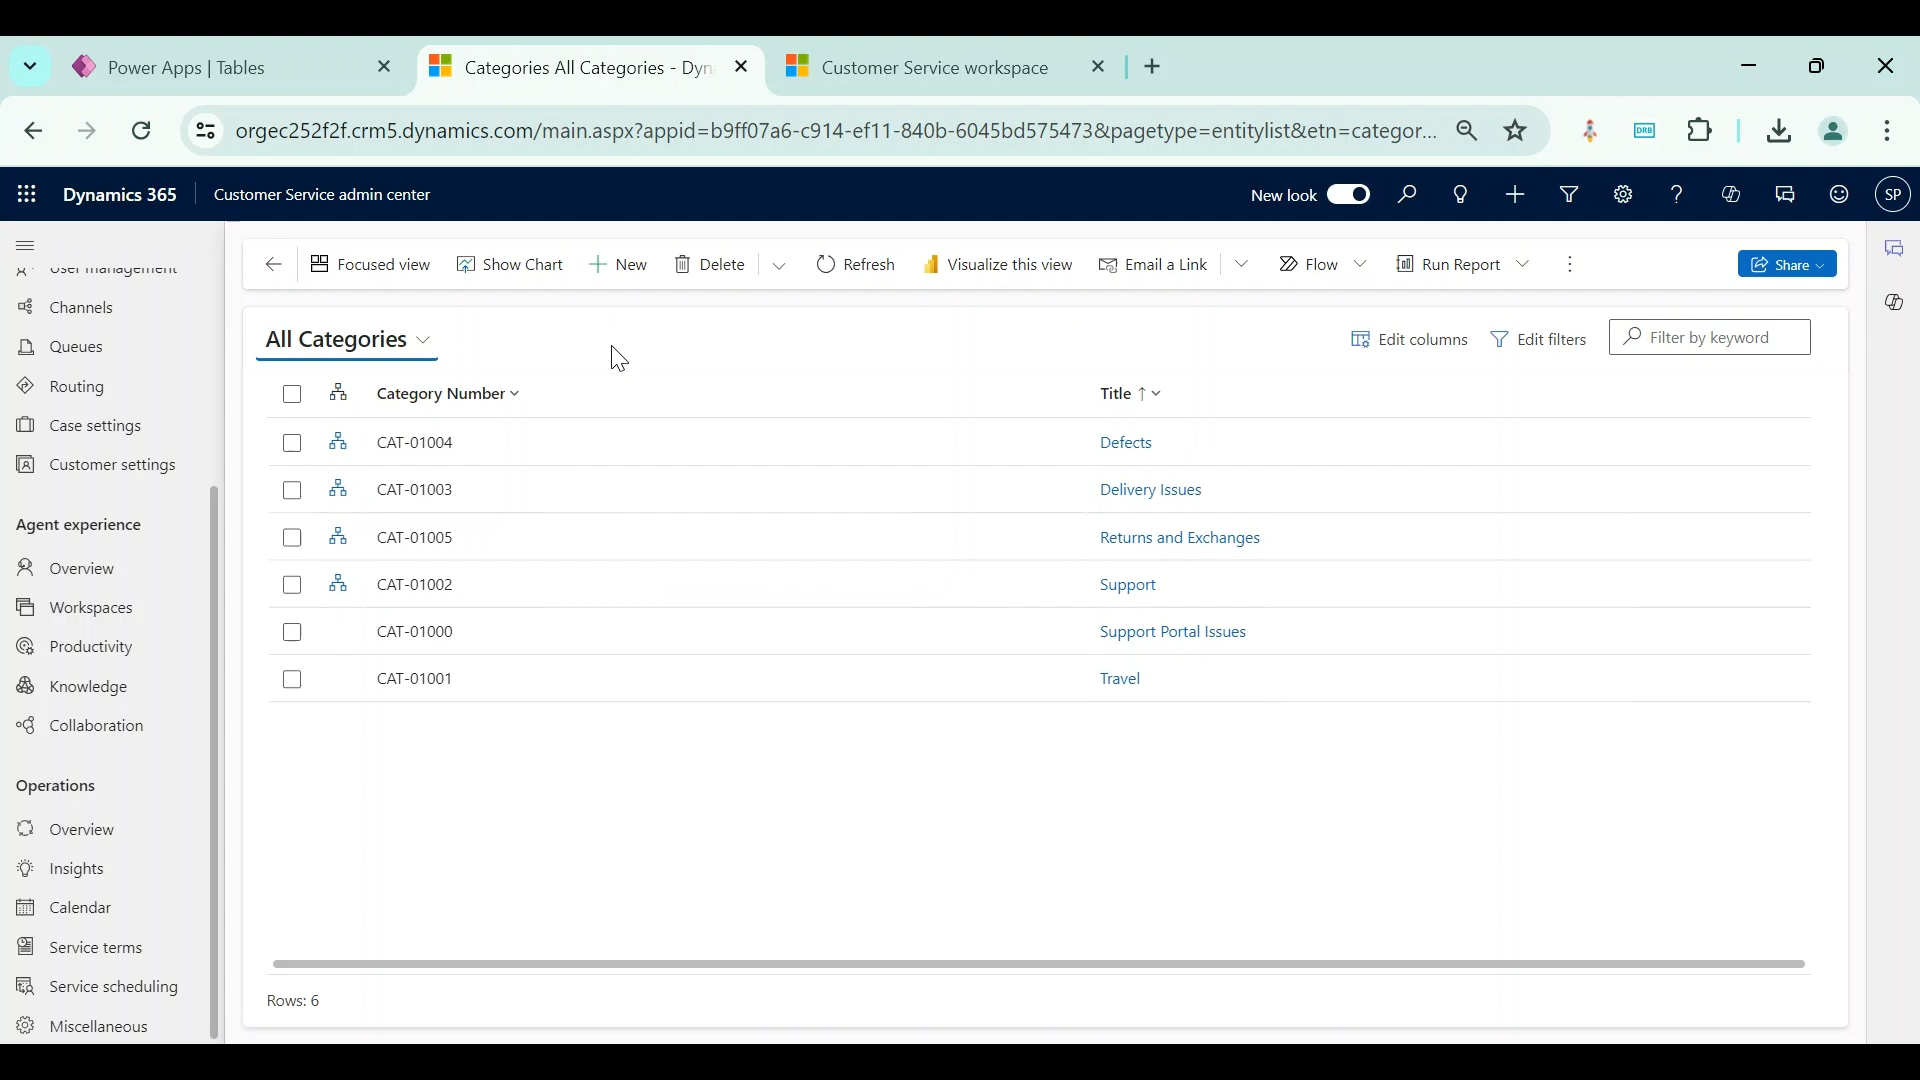 Power Apps | Tables
Categories All Categories - Dyn
Customer Service workspace
orgec252f2f.crm5.dynamics.com/main.aspx?appid=b9ff07a6-c914-ef11-840b-6045bd575473&pagetype=entitylist&etn=categor...
DRB
Dynamics 365
Customer Service admin center
New look
SP
User management
Channels
Queues
Routing
Case settings
Customer settings
Agent experience
Overview
Workspaces
Productivity
Knowledge
Collaboration
Operations
Overview
Insights
Calendar
Service terms
Service scheduling
Miscellaneous
Focused view
Show Chart
New
Delete
Refresh
Visualize this view
Email a Link
Flow
Run Report
Share
All Categories
Edit columns
Edit filters
Filter by keyword
Category Number
Title ↑
CAT-01004 Defects
CAT-01003 Delivery Issues
CAT-01005 Returns and Exchanges
CAT-01002 Support
CAT-01000 Support Portal Issues
CAT-01001 Travel
Rows: 6